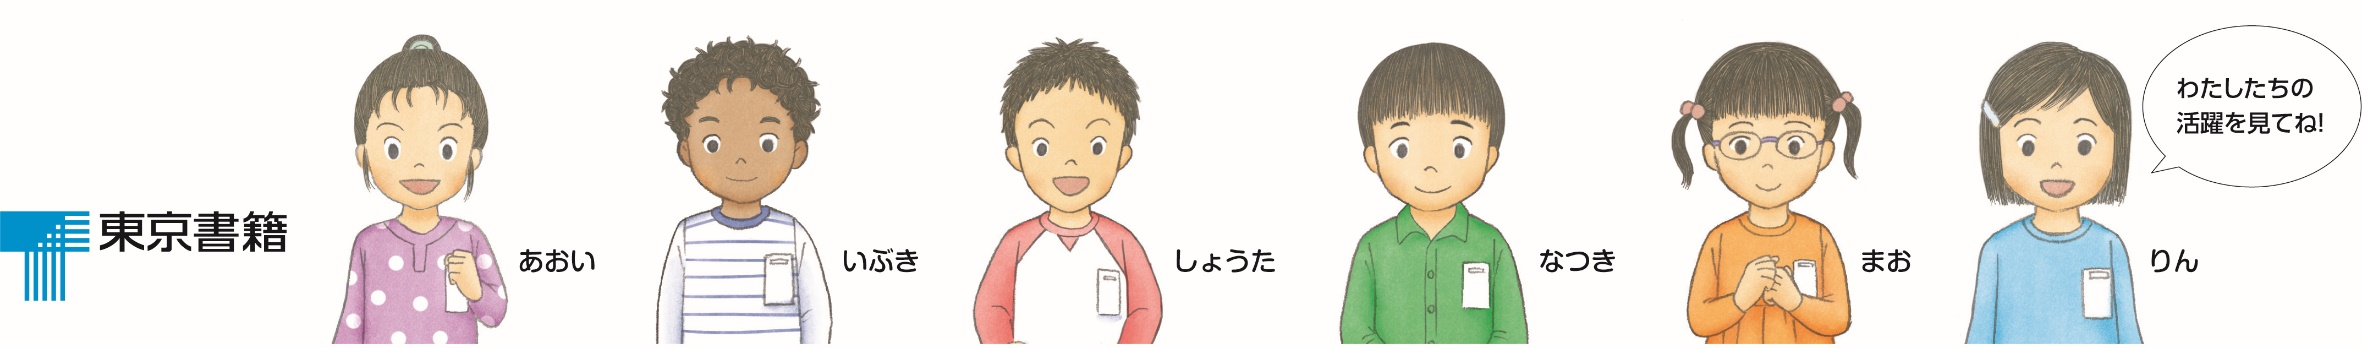 東京書籍
あおい
いぶき
しょうた
なつき
まお
りん
わたしたちの
活躍を見てね!